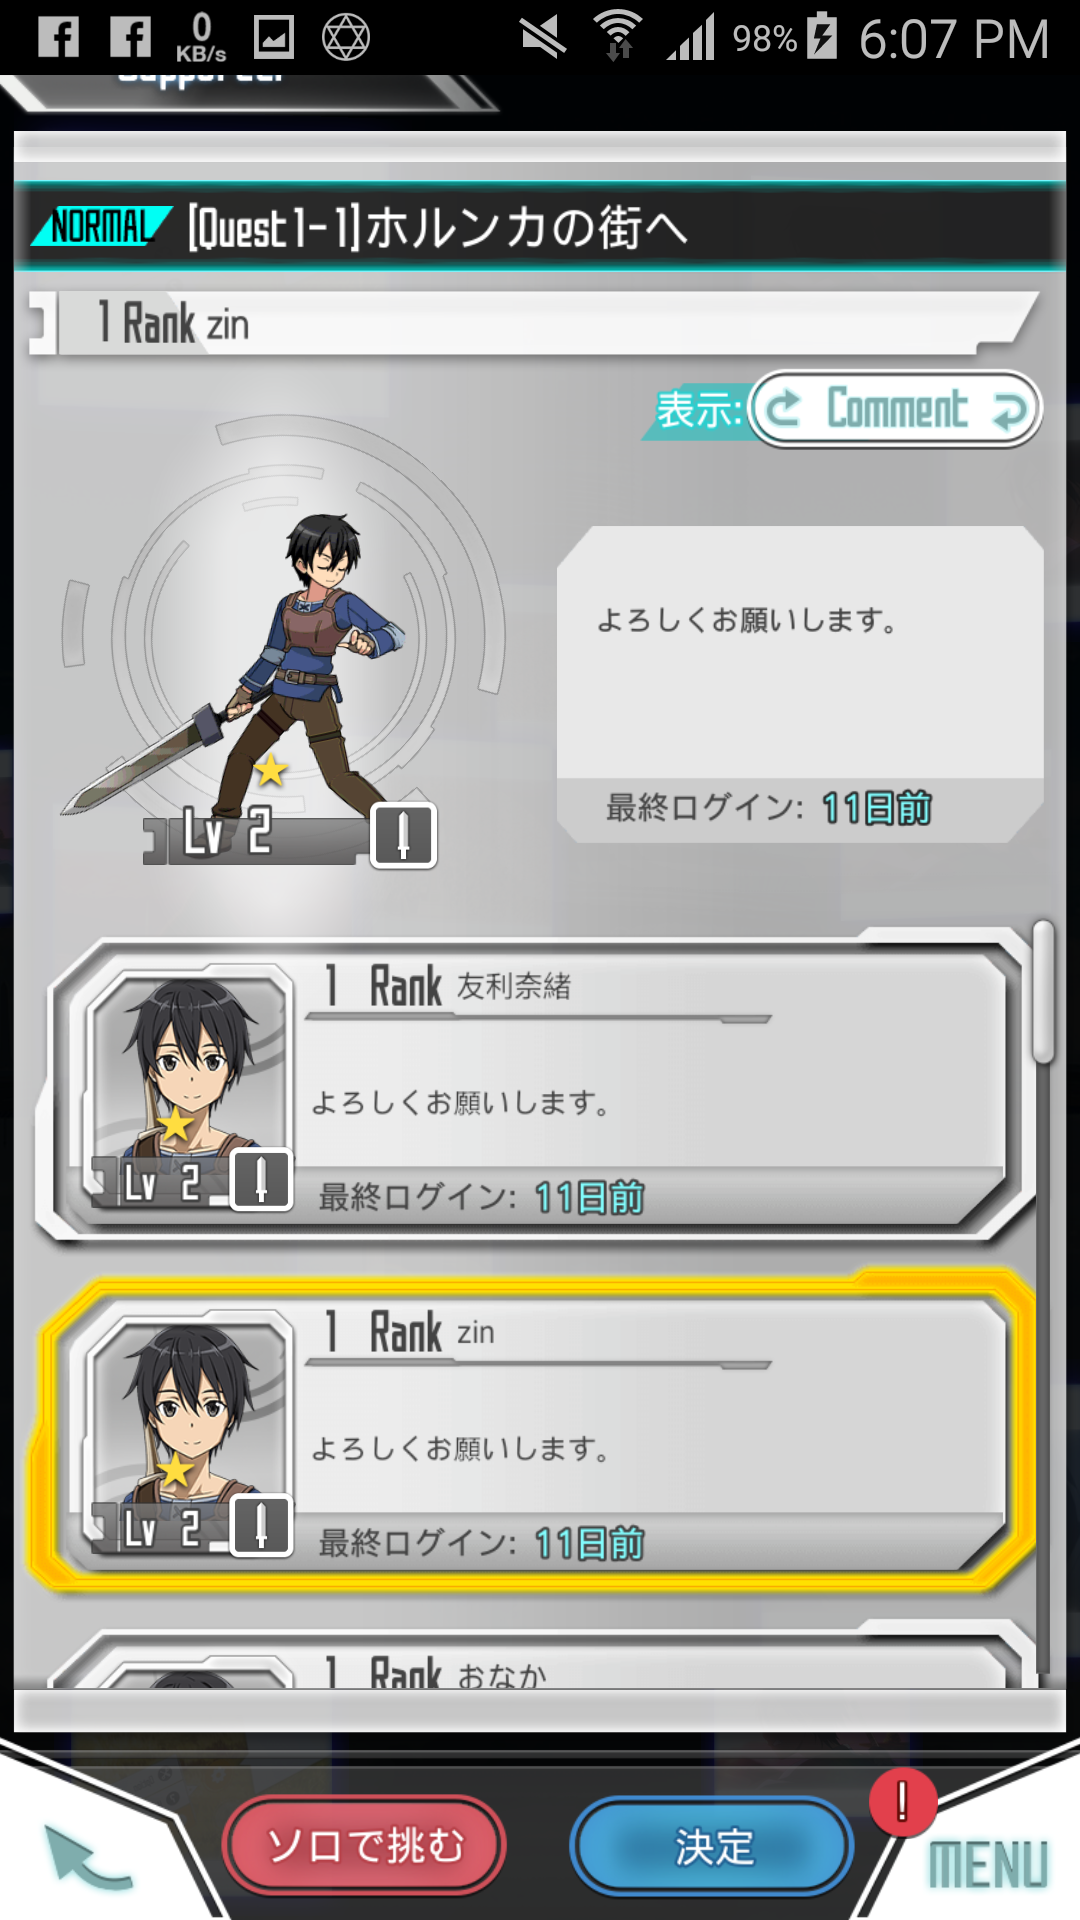 0
KB/s
98%
6:07 PM
Supporter
NORMAL
[Quest1-1]ホルンカの街へ
1 Rank zin
表示:
Comment
よろしくお願いします。
最終ログイン: 11日前
Lv 2
1 Rank 友利奈緒
よろしくお願いします。
Lv 2
最終ログイン: 11日前
1 Rank zin
よろしくお願いします。
Lv 2
最終ログイン: 11日前
1 Rank おなか
ソロで挑む
決定
!
MENU